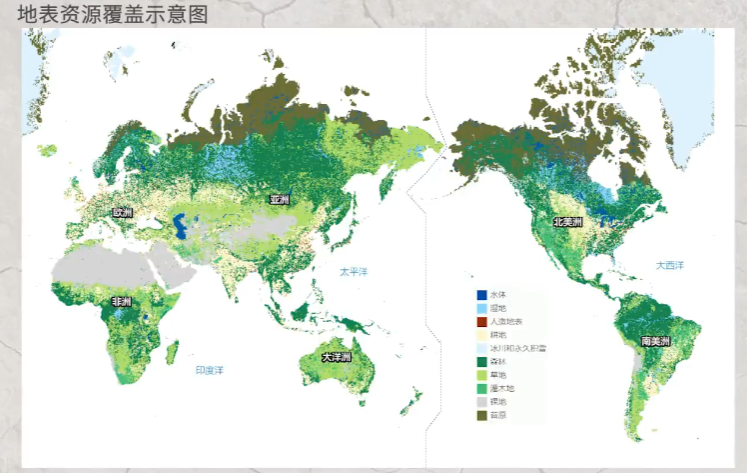 地表资源覆盖示意图
欧洲
亚洲
北美洲
太平洋
大西洋
非洲
大洋洲
印度洋
南美洲
水体
湿地
人造地表
耕地
冰川和永久积雪
森林
草地
灌木地
裸地
苔原